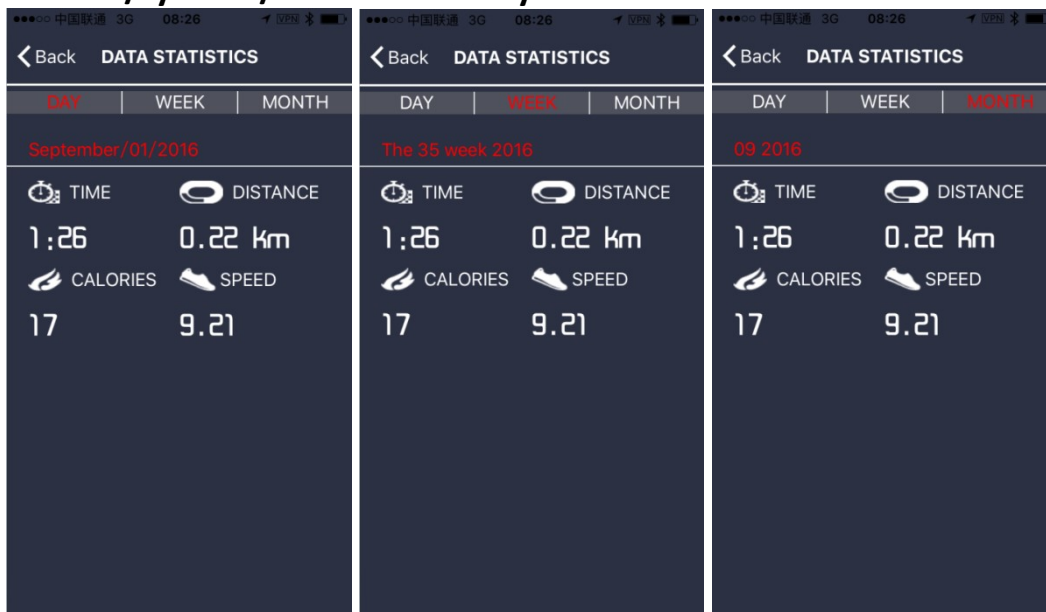 中国联通 3G 08:26 VPN
Back DATA STATISTICS
DAY WEEK MONTH
September/01/2016
TIME DISTANCE
1:26 0.22 km
CALORIES SPEED
17 9.21
中国联通 3G 08:26 VPN
Back DATA STATISTICS
DAY WEEK MONTH
The 35 week 2016
TIME DISTANCE
1:26 0.22 km
CALORIES SPEED
17 9.21
中国联通 3G 08:26 VPN
Back DATA STATISTICS
DAY WEEK MONTH
09 2016
TIME DISTANCE
1:26 0.22 km
CALORIES SPEED
17 9.21